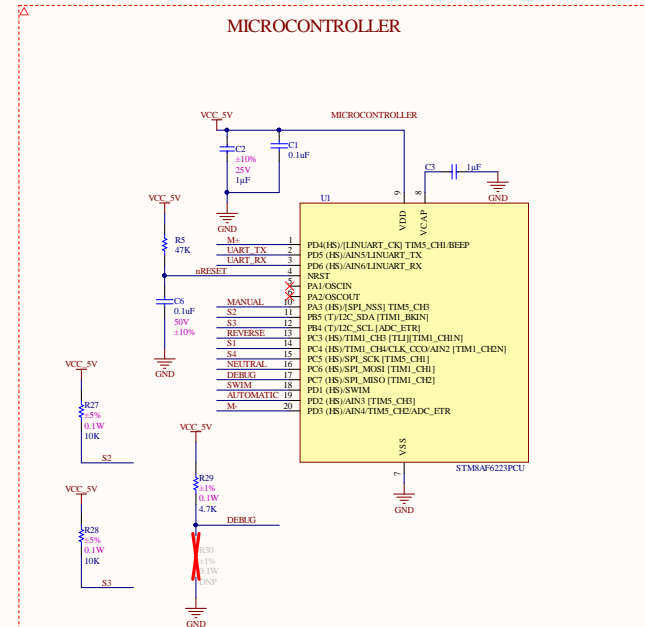 MICROCONTROLLER
VCC_5V
MICROCONTROLLER
C2
±10%
25V
1µF
C1
0.1uF
GND
C3
1µF
GND
VCC_5V
R5
47K
nRESET
C6
0.1uF
50V
±10%
GND
U1
9
VDD
8
VCAP
M+ 1 PD4(HS)/[LINUART_CK] TIM5_CH1/BEEP
UART_TX 2 PD5 (HS)/AIN5/LINUART_TX
UART_RX 3 PD6 (HS)/AIN6/LINUART_RX
4 NRST
5 PA1/OSCIN
PA2/OSCOUT
MANUAL 10 PA3 (HS)/[SPI_NSS] TIM5_CH3
S2 11 PB5 (T)/I2C_SDA [TIM1_BKIN]
S3 12 PB4 (T)/I2C_SCL [ADC_ETR]
REVERSE 13 PC3 (HS)/TIM1_CH3 [TLI][TIM1_CH1N]
S1 14 PC4 (HS)/TIM1_CH4/CLK_CCO/AIN2 [TIM1_CH2N]
S4 15 PC5 (HS)/SPI_SCK [TIM5_CH1]
NEUTRAL 16 PC6 (HS)/SPI_MOSI [TIM1_CH1]
DEBUG 17 PC7 (HS)/SPI_MISO [TIM1_CH2]
SWIM 18 PD1 (HS)/SWIM
AUTOMATIC 19 PD2 (HS)/AIN3 [TIM5_CH3]
M- 20 PD3 (HS)/AIN4/TIM5_CH2/ADC_ETR
VSS
7
STM8AF6223PCU
GND
VCC_5V
R27
±5%
0.1W
10K
S2
VCC_5V
R28
±5%
0.1W
10K
S3
VCC_5V
R29
±1%
0.1W
4.7K
DEBUG
R30
±1%
0.1W
DNP
GND